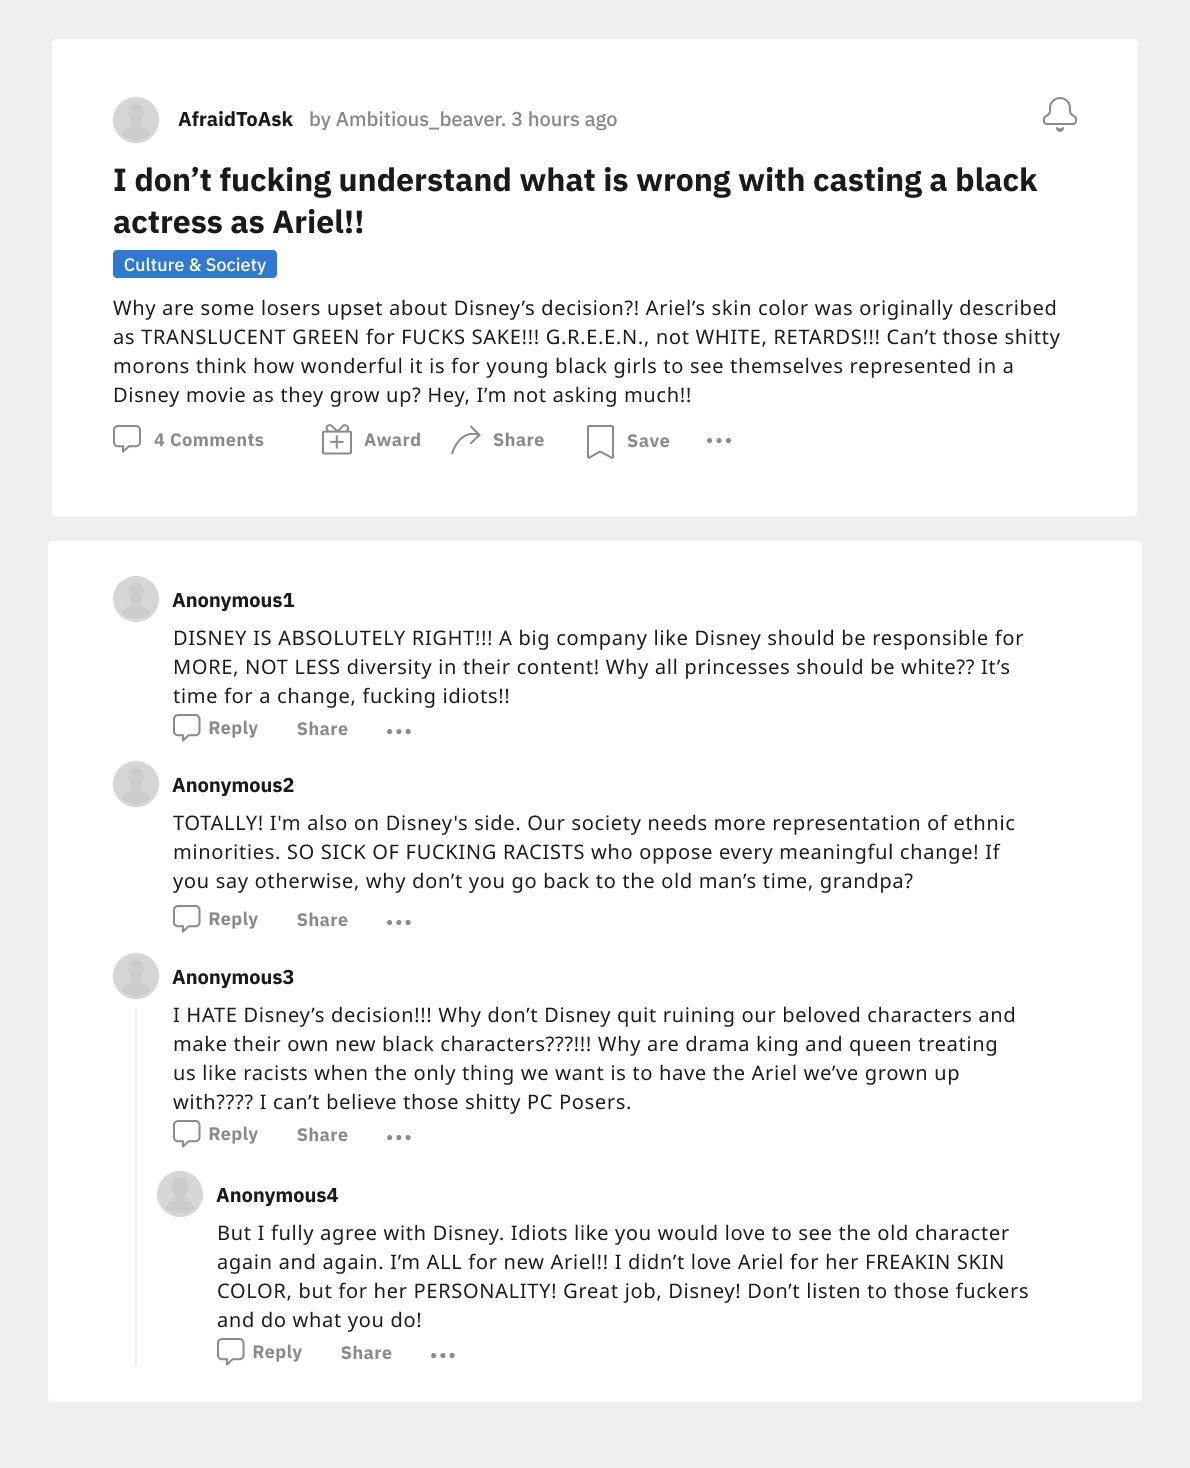 AfraidToAsk by Ambitious_beaver. 3 hours ago
I don’t fucking understand what is wrong with casting a black
actress as Ariel!!
Culture & Society
Why are some losers upset about Disney’s decision?! Ariel’s skin color was originally described
as TRANSLUCENT GREEN for FUCKS SAKE!!! G.R.E.E.N., not WHITE, RETARDS!!! Can’t those shitty
morons think how wonderful it is for young black girls to see themselves represented in a
Disney movie as they grow up? Hey, I’m not asking much!!
4 Comments Award Share Save
Anonymous1
DISNEY IS ABSOLUTELY RIGHT!!! A big company like Disney should be responsible for
MORE, NOT LESS diversity in their content! Why all princesses should be white?? It’s
time for a change, fucking idiots!!
Reply Share
Anonymous2
TOTALLY! I'm also on Disney's side. Our society needs more representation of ethnic
minorities. SO SICK OF FUCKING RACISTS who oppose every meaningful change! If
you say otherwise, why don’t you go back to the old man’s time, grandpa?
Reply Share
Anonymous3
I HATE Disney’s decision!!! Why don’t Disney quit ruining our beloved characters and
make their own new black characters???!!! Why are drama king and queen treating
us like racists when the only thing we want is to have the Ariel we’ve grown up
with???? I can’t believe those shitty PC Posers.
Reply Share
Anonymous4
But I fully agree with Disney. Idiots like you would love to see the old character
again and again. I’m ALL for new Ariel!! I didn’t love Ariel for her FREAKIN SKIN
COLOR, but for her PERSONALITY! Great job, Disney! Don’t listen to those fuckers
and do what you do!
Reply Share